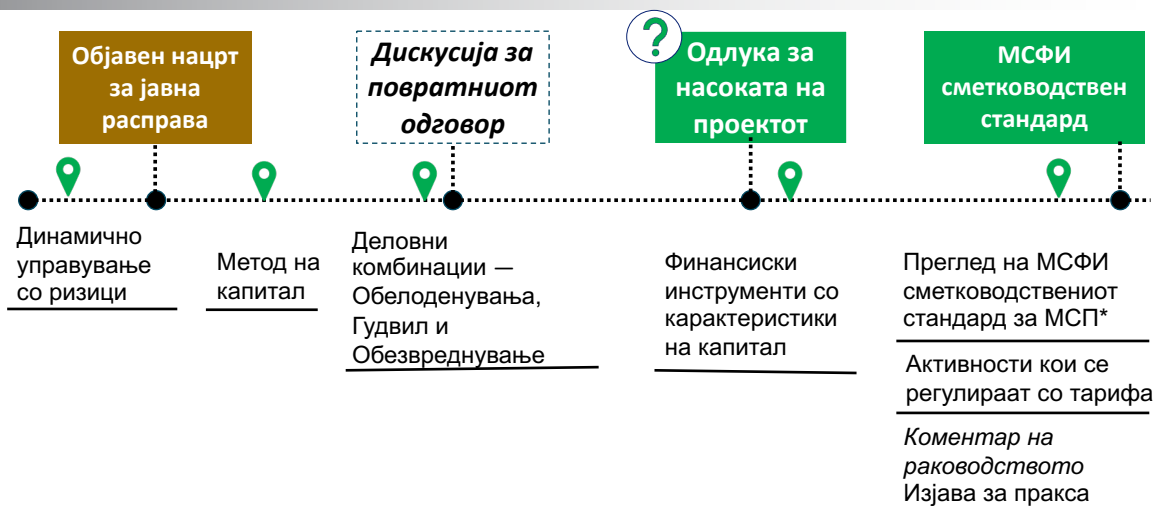 Објавен нацрт
за јавна
расправа
Дискусија за
повратниот
одговор
?
Одлука за
насоката на
проектот
МСФИ
сметководствен
стандард
Динамично
управување
со ризици
Метод на
капитал
Деловни
комбинации —
Обелоденувања,
Гудвил и
Обезвреднување
Финансиски
инструменти со
карактеристики
на капитал
Преглед на МСФИ
сметководствениот
стандард за МСП*
Активности кои се
регулираат со тарифа
Коментар на
раководството
Изјава за пракса